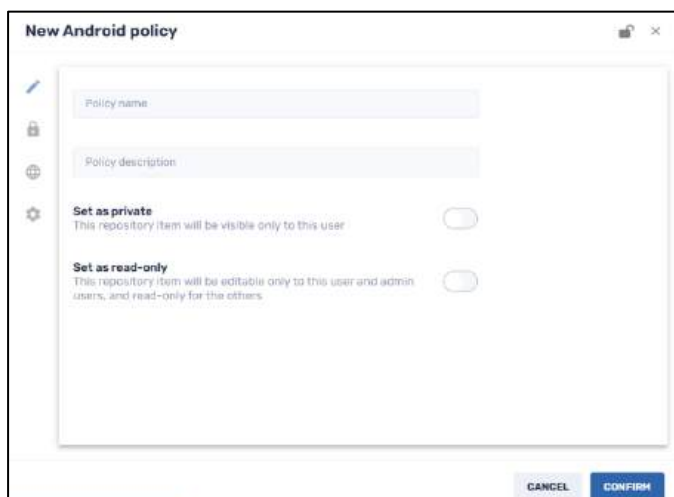 New Android policy
Policy name
Policy description
Set as private
This repository item will be visible only to this user
Set as read-only
This repository item will be editable only to this user and admin
users, and read-only for the others
CANCEL
CONFIRM